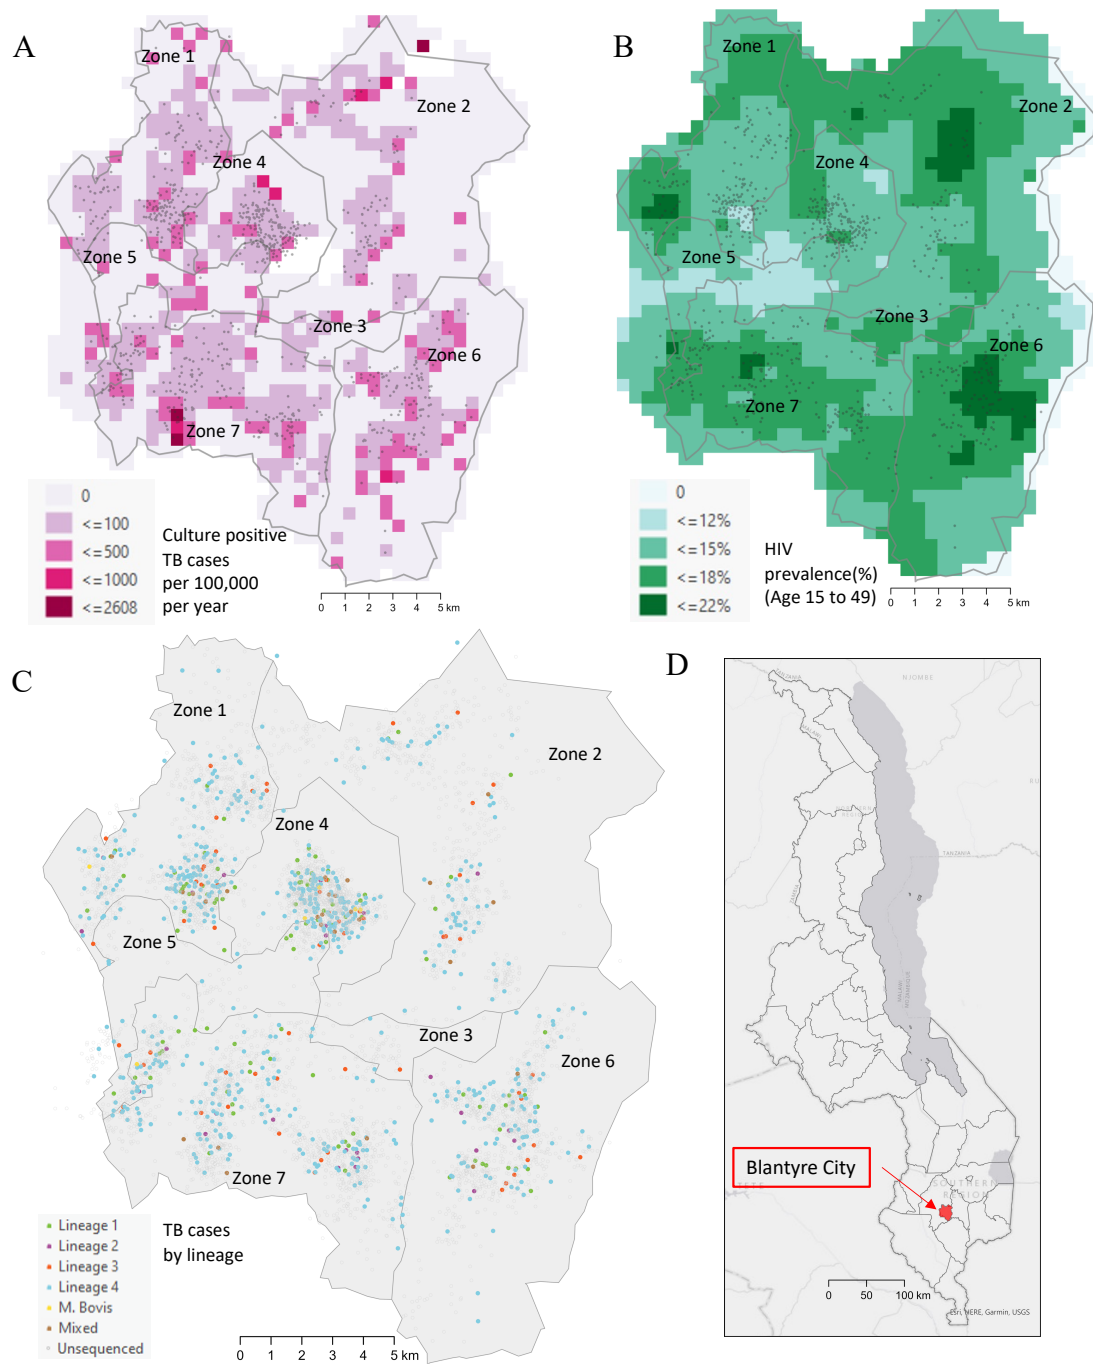 A
Zone 1
Zone 2
Zone 4
Zone 5
Zone 3
Zone 6
Zone 7
0
<=100
<=500
<=1000
<=2608
Culture positive
TB cases
per 100,000
per year
0 1 2 3 4 5 km
B
Zone 1
Zone 2
Zone 4
Zone 5
Zone 3
Zone 6
Zone 7
0
<=12%
<=15%
<=18%
<=22%
HIV
prevalence(%)
(Age 15 to 49)
0 1 2 3 4 5 km
C
Zone 1
Zone 2
Zone 4
Zone 5
Zone 3
Zone 6
Zone 7
Lineage 1
Lineage 2
Lineage 3
Lineage 4
M. Bovis
Mixed
Unsequenced
TB cases
by lineage
0 1 2 3 4 5 km
D
TANZANIA
MALAWI
NJOMBE
TANZANIA
Blantyre City
SOUTHERN
REGION
0 50 100 km
Esri, HERE, Garmin, USGS